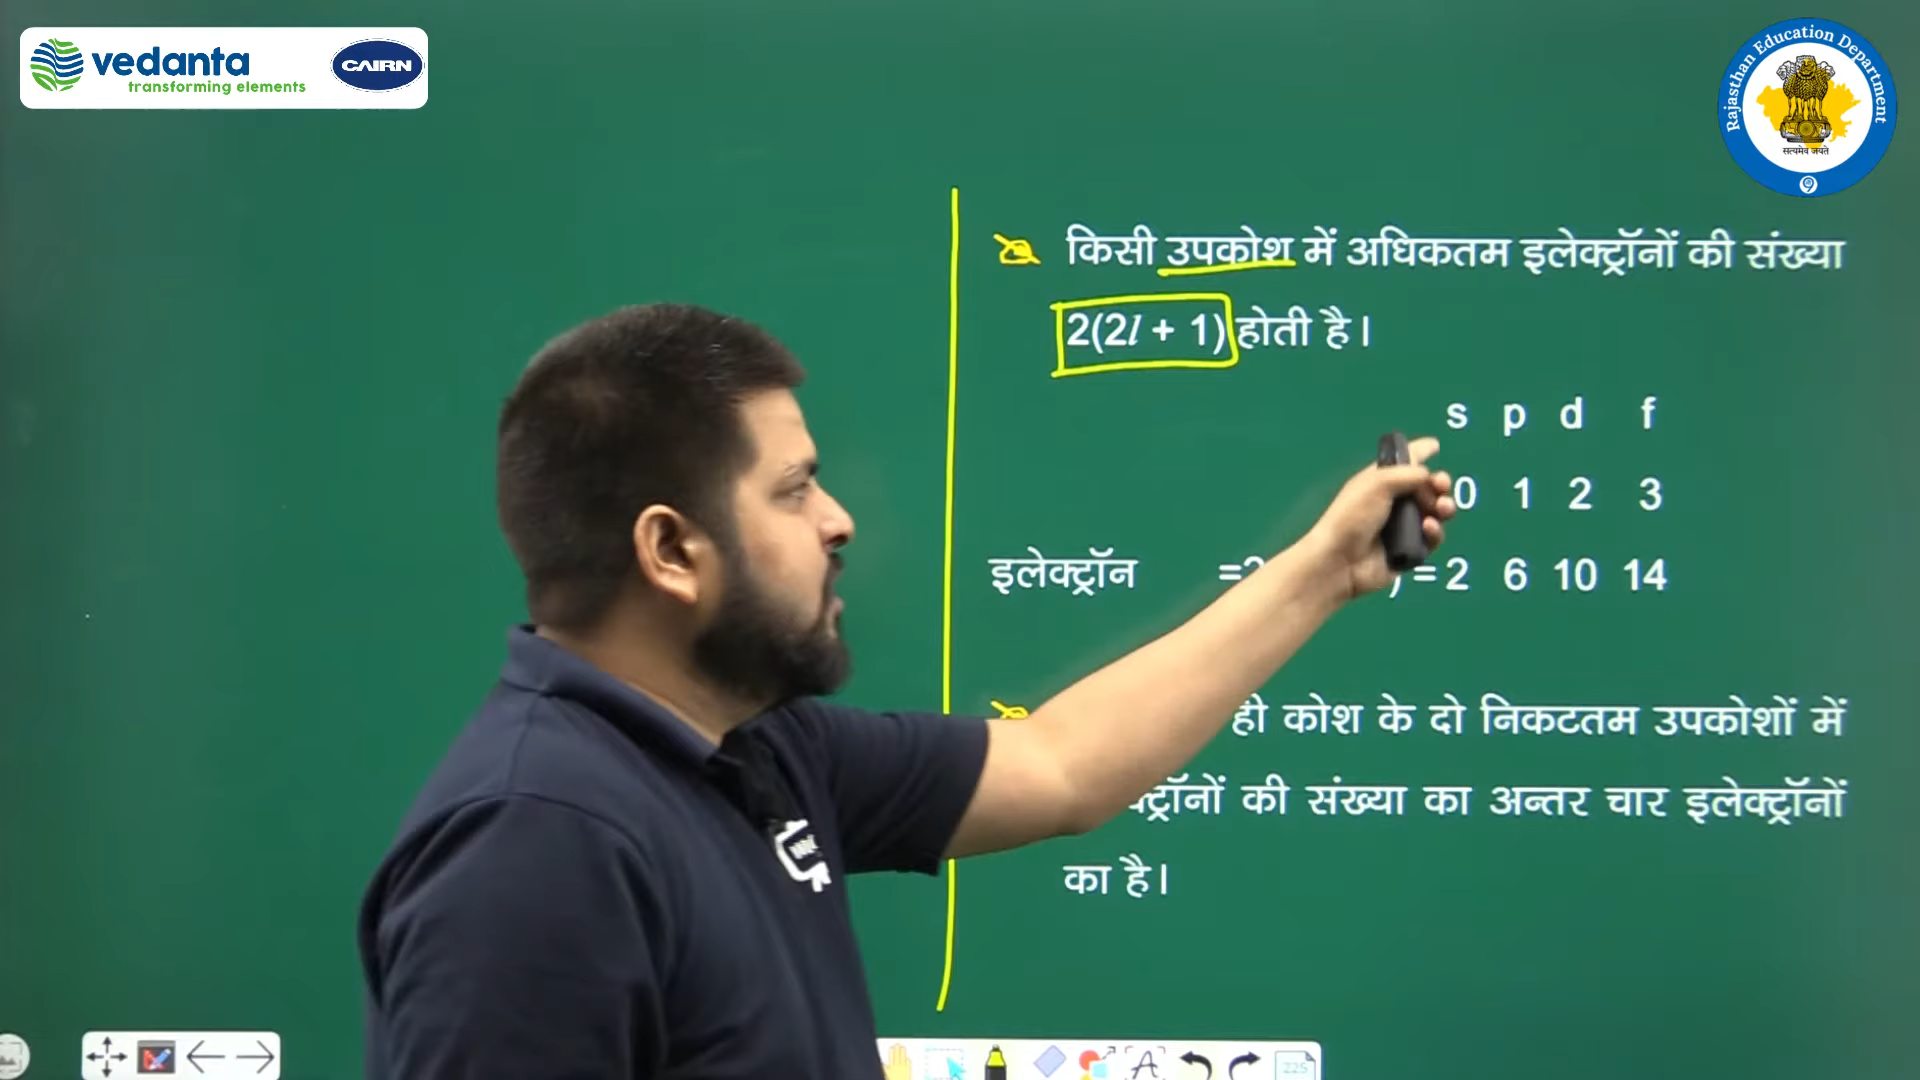 vedanta
transforming elements
CAIRN
Rajasthan Education Department
सत्यमेव जयते
किसी उपकोश में अधिकतम इलेक्ट्रॉनों की संख्या
2(2l + 1) होती है।
s p d f
0 1 2 3
इलेक्ट्रॉन = ) = 2 6 10 14
ही कोश के दो निकटतम उपकोशों में
की संख्या का अन्तर चार इलेक्ट्रॉनों
का है।
A
225